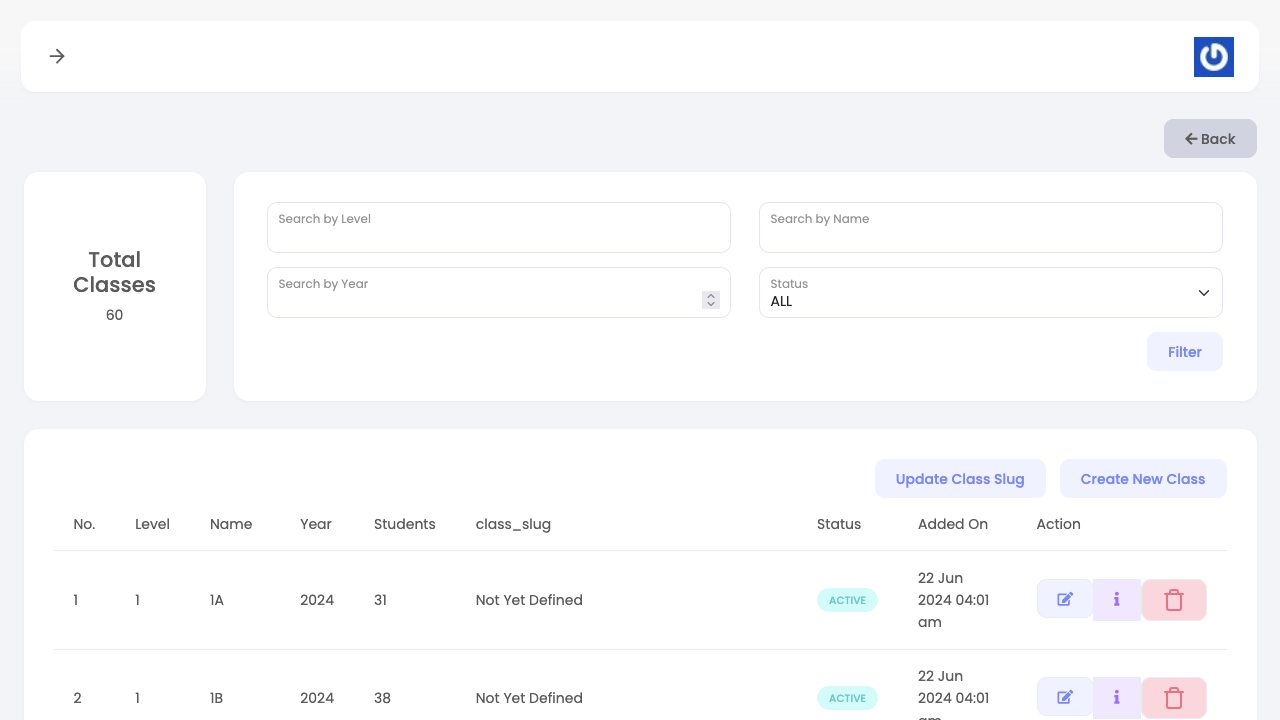 Back
Total
Classes
60
Search by Level
Search by Name
Search by Year
Status
ALL
Filter
Update Class Slug
Create New Class
No. Level Name Year Students class_slug Status Added On Action
1 1 1A 2024 31 Not Yet Defined ACTIVE 22 Jun
2024 04:01
am
2 1 1B 2024 38 Not Yet Defined ACTIVE 22 Jun
2024 04:01
am